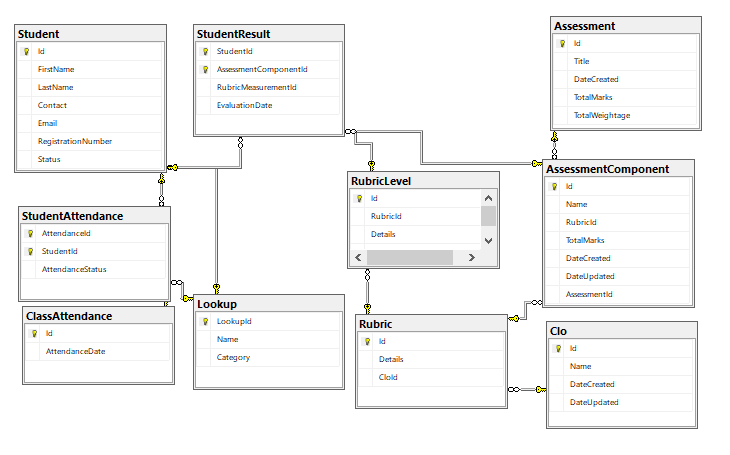 Student
Id
FirstName
LastName
Contact
Email
RegistrationNumber
Status
StudentResult
StudentId
AssessmentComponentId
RubricMeasurementId
EvaluationDate
Assessment
Id
Title
DateCreated
TotalMarks
TotalWeightage
RubricLevel
Id
RubricId
Details
AssessmentComponent
Id
Name
RubricId
TotalMarks
DateCreated
DateUpdated
AssessmentId
StudentAttendance
AttendanceId
StudentId
AttendanceStatus
ClassAttendance
Id
AttendanceDate
Lookup
LookupId
Name
Category
Rubric
Id
Details
CloId
Clo
Id
Name
DateCreated
DateUpdated